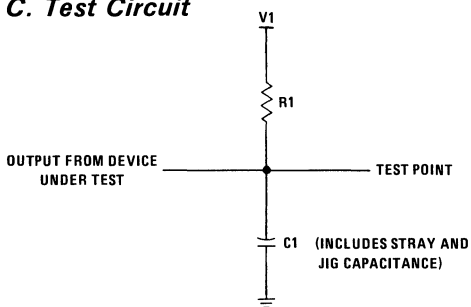 C. Test Circuit
V1
R1
OUTPUT FROM DEVICE
UNDER TEST
TEST POINT
C1 (INCLUDES STRAY AND
JIG CAPACITANCE)